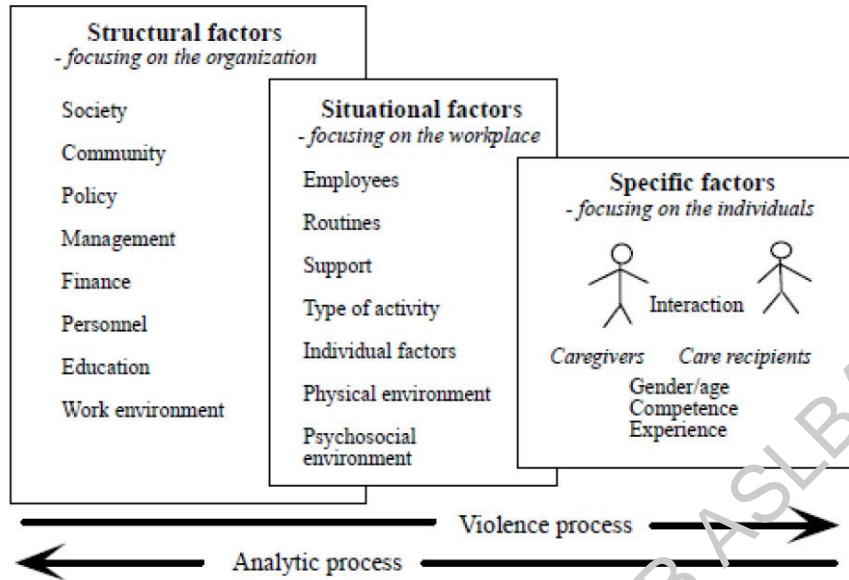 Structural factors
- focusing on the organization
Society
Community
Policy
Management
Finance
Personnel
Education
Work environment
Situational factors
- focusing on the workplace
Employees
Routines
Support
Type of activity
Individual factors
Physical environment
Psychosocial
environment
Specific factors
- focusing on the individuals
Interaction
Caregivers Care recipients
Gender/age
Competence
Experience
Violence process
Analytic process